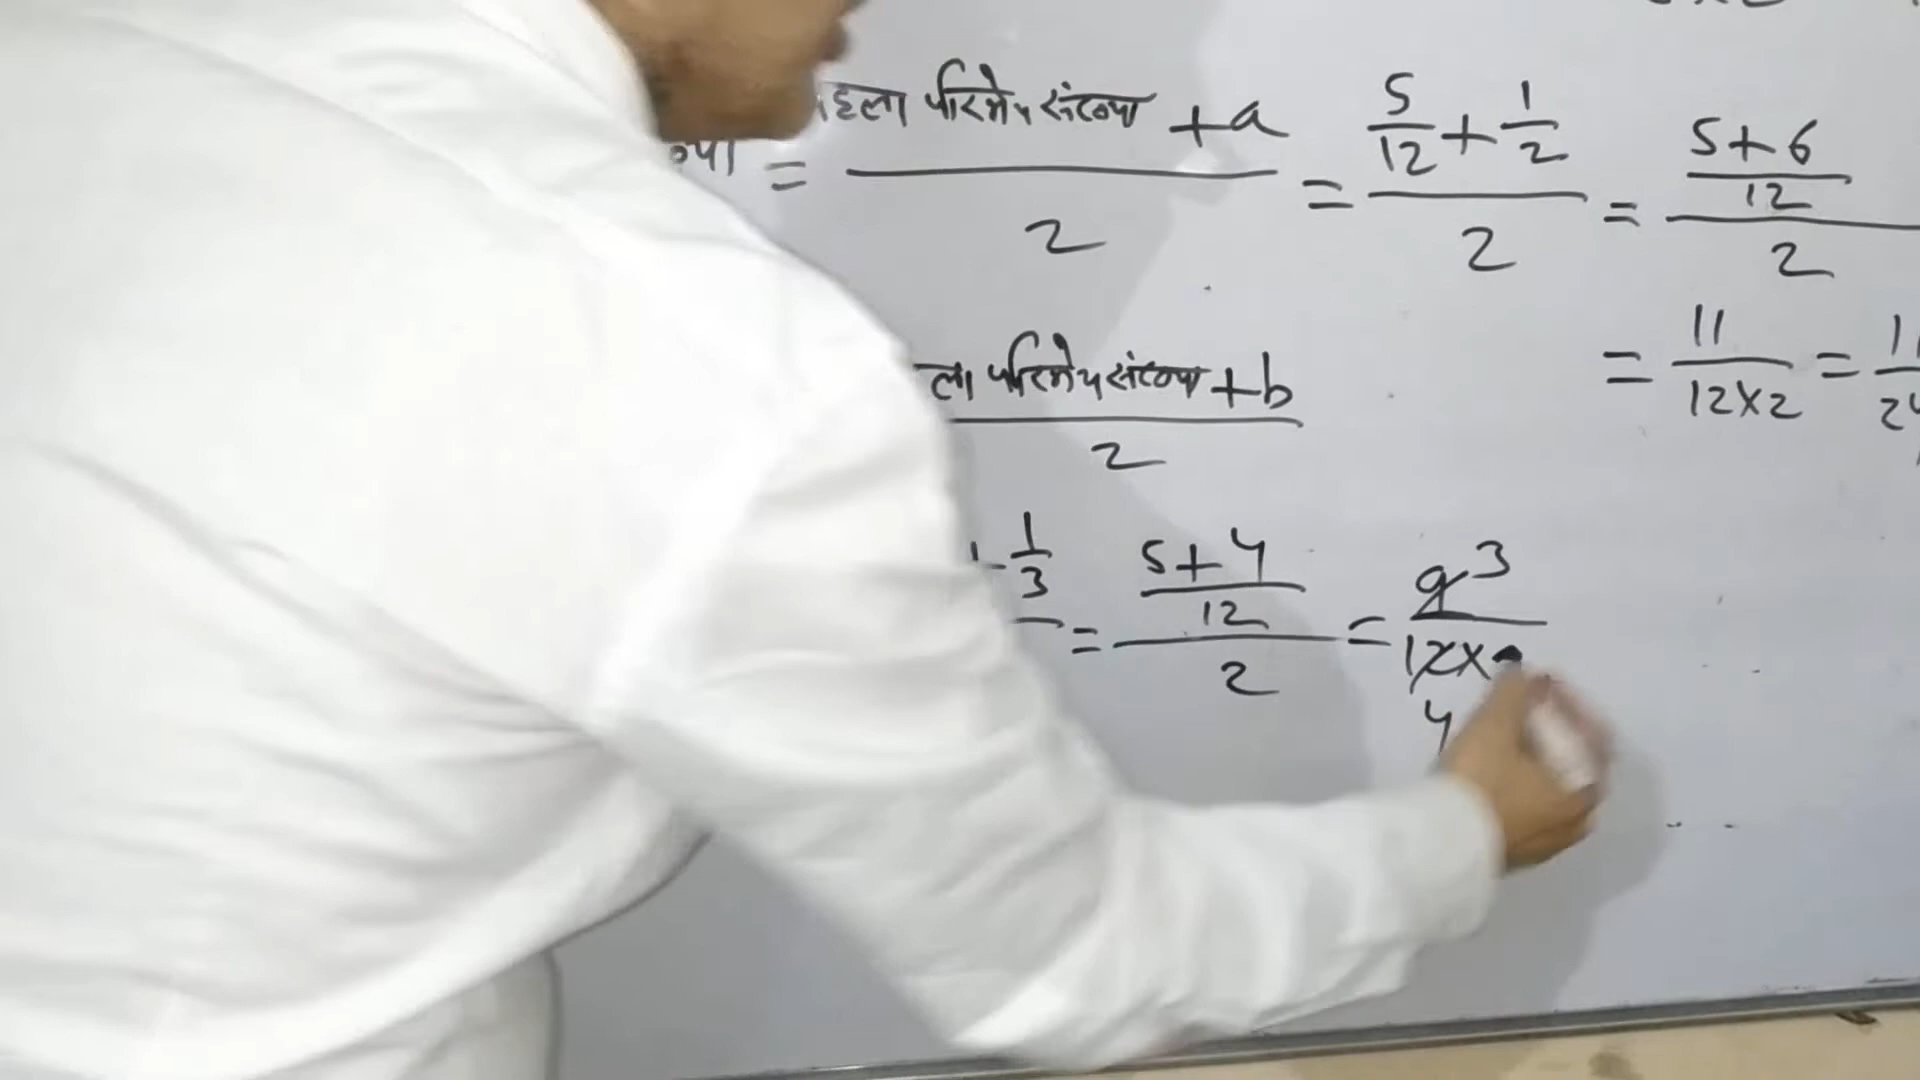 परिमेय संख्या + a / 2 = 5/12 + 1/2 / 2 = 5+6/12 / 2
= 11/12×2 =
परिमेय संख्या + b / 2
1/3 = 5+4/12 / 2 = 9 3/12×
4